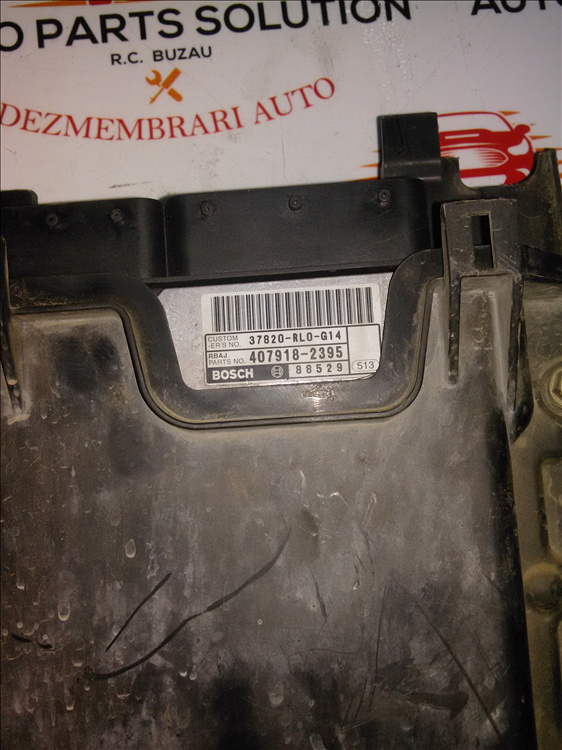 O PARTS SOLUTION
AUTO
R.C. BUZAU
DEZMEMBRARI AUTO
CUSTOM -ER'S NO. 37820-RL0-G14
RBAJ PARTS NO. 407918-2395
BOSCH 88529 513